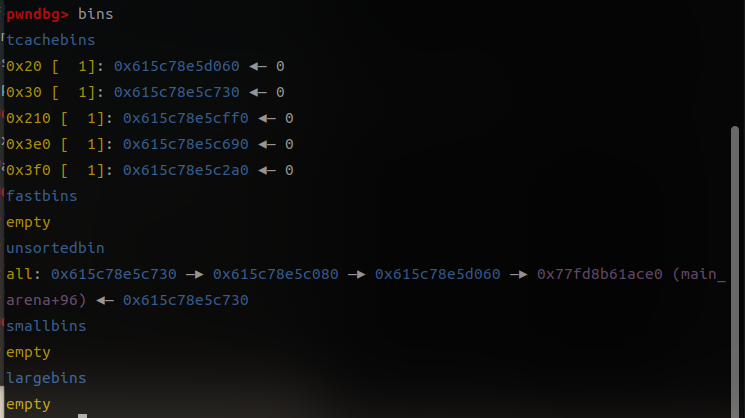 pwndbg> bins
tcachebins
0x20 [  1]: 0x615c78e5d060 ◂— 0
0x30 [  1]: 0x615c78e5c730 ◂— 0
0x210 [  1]: 0x615c78e5cff0 ◂— 0
0x3e0 [  1]: 0x615c78e5c690 ◂— 0
0x3f0 [  1]: 0x615c78e5c2a0 ◂— 0
fastbins
empty
unsortedbin
all: 0x615c78e5c730 —▸ 0x615c78e5c080 —▸ 0x615c78e5d060 —▸ 0x77fd8b61ace0 (main_
arena+96) ◂— 0x615c78e5c730
smallbins
empty
largebins
empty